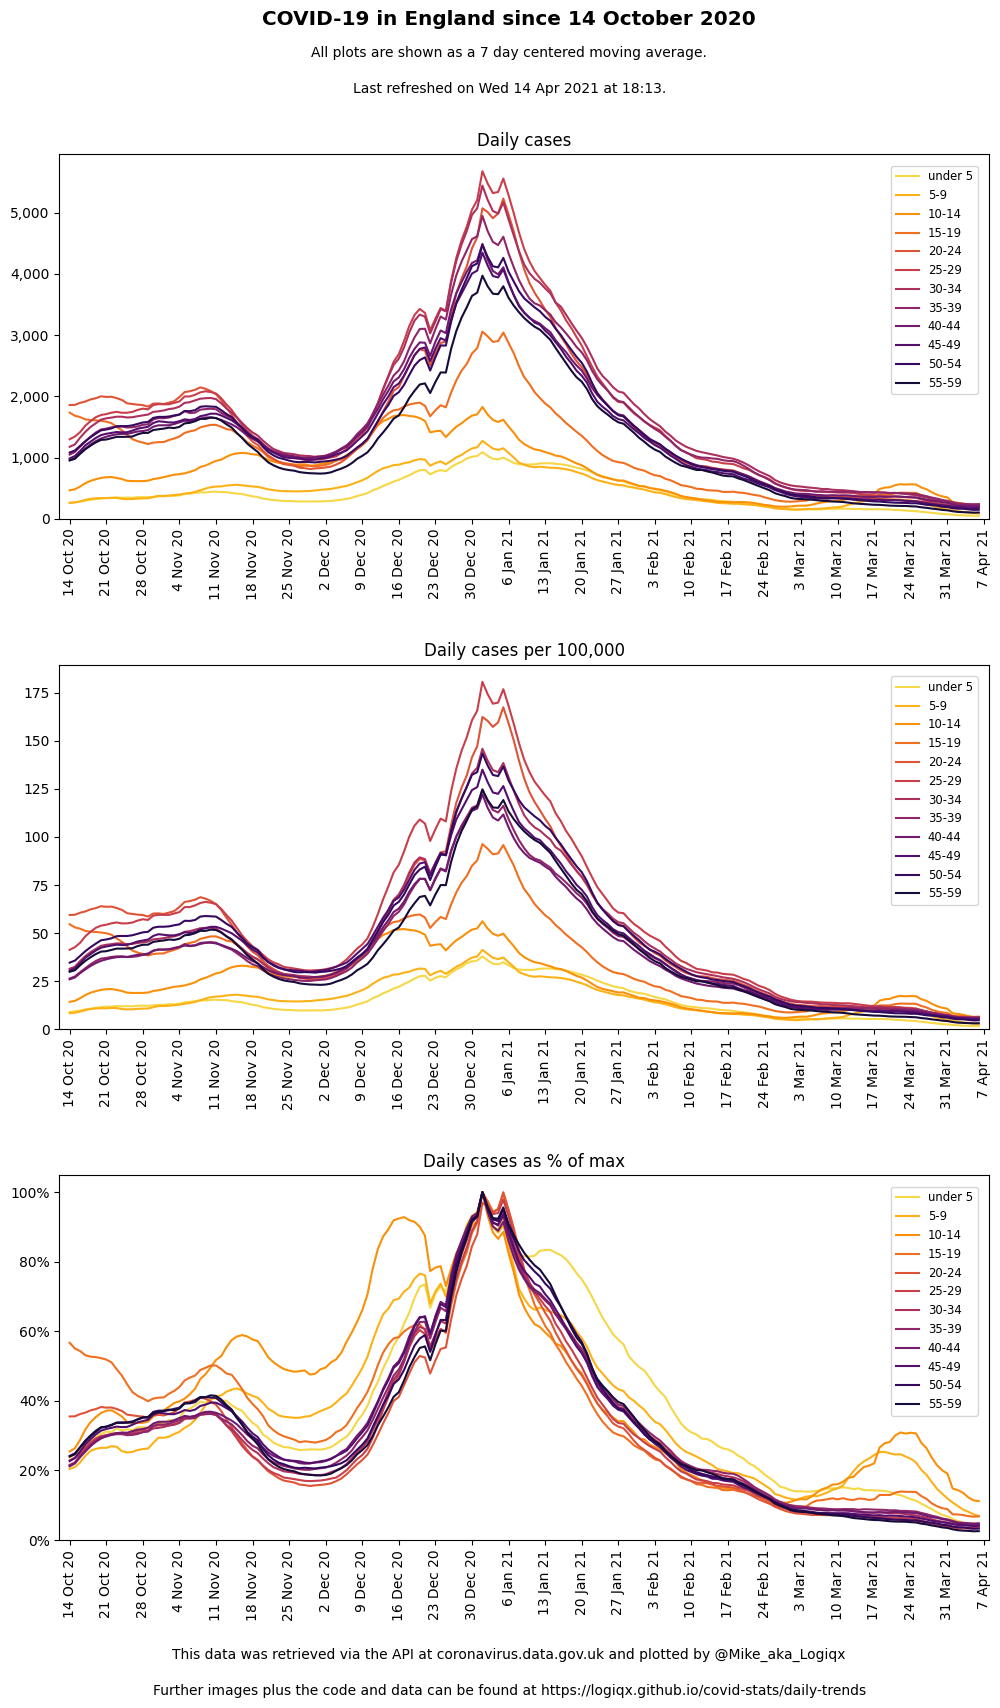 COVID-19 in England since 14 October 2020
All plots are shown as a 7 day centered moving average.
Last refreshed on Wed 14 Apr 2021 at 18:13.
Daily cases
5,000
4,000
3,000
2,000
1,000
0
under 5
5-9
10-14
15-19
20-24
25-29
30-34
35-39
40-44
45-49
50-54
55-59
14 Oct 20
21 Oct 20
28 Oct 20
4 Nov 20
11 Nov 20
18 Nov 20
25 Nov 20
2 Dec 20
9 Dec 20
16 Dec 20
23 Dec 20
30 Dec 20
6 Jan 21
13 Jan 21
20 Jan 21
27 Jan 21
3 Feb 21
10 Feb 21
17 Feb 21
24 Feb 21
3 Mar 21
10 Mar 21
17 Mar 21
24 Mar 21
31 Mar 21
7 Apr 21
Daily cases per 100,000
175
150
125
100
75
50
25
0
under 5
5-9
10-14
15-19
20-24
25-29
30-34
35-39
40-44
45-49
50-54
55-59
14 Oct 20
21 Oct 20
28 Oct 20
4 Nov 20
11 Nov 20
18 Nov 20
25 Nov 20
2 Dec 20
9 Dec 20
16 Dec 20
23 Dec 20
30 Dec 20
6 Jan 21
13 Jan 21
20 Jan 21
27 Jan 21
3 Feb 21
10 Feb 21
17 Feb 21
24 Feb 21
3 Mar 21
10 Mar 21
17 Mar 21
24 Mar 21
31 Mar 21
7 Apr 21
Daily cases as % of max
100%
80%
60%
40%
20%
0%
under 5
5-9
10-14
15-19
20-24
25-29
30-34
35-39
40-44
45-49
50-54
55-59
14 Oct 20
21 Oct 20
28 Oct 20
4 Nov 20
11 Nov 20
18 Nov 20
25 Nov 20
2 Dec 20
9 Dec 20
16 Dec 20
23 Dec 20
30 Dec 20
6 Jan 21
13 Jan 21
20 Jan 21
27 Jan 21
3 Feb 21
10 Feb 21
17 Feb 21
24 Feb 21
3 Mar 21
10 Mar 21
17 Mar 21
24 Mar 21
31 Mar 21
7 Apr 21
This data was retrieved via the API at coronavirus.data.gov.uk and plotted by @Mike_aka_Logiqx
Further images plus the code and data can be found at https://logiqx.github.io/covid-stats/daily-trends